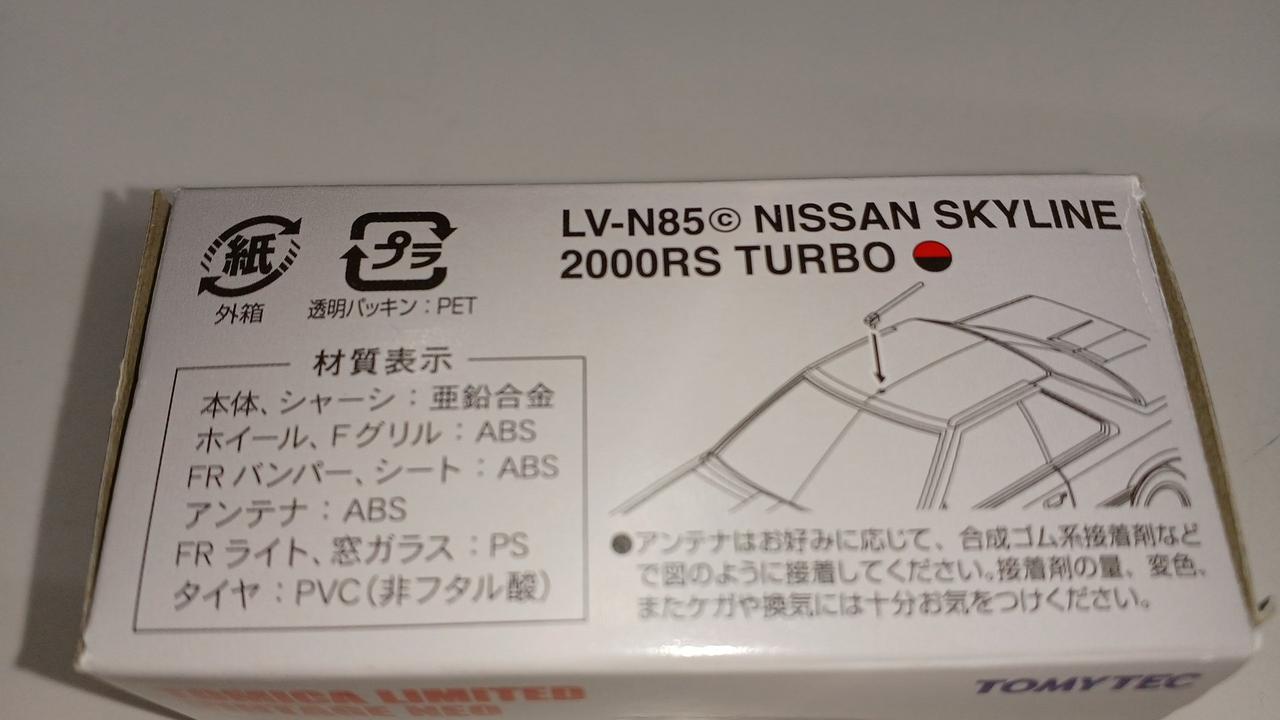 紙
外箱
プラ
透明パッキン：PET
LV-N85ⓒ NISSAN SKYLINE
2000RS TURBO
材質表示
本体、シャーシ：亜鉛合金
ホイール、Fグリル：ABS
FRバンパー、シート：ABS
アンテナ：ABS
FRライト、窓ガラス：PS
タイヤ：PVC（非フタル酸）
●アンテナはお好みに応じて、合成ゴム系接着剤など
で図のように接着してください。接着剤の量、変色、
またケガや換気には十分お気をつけください。
TOMICA LIMITED
VINTAGE NEO
TOMYTEC